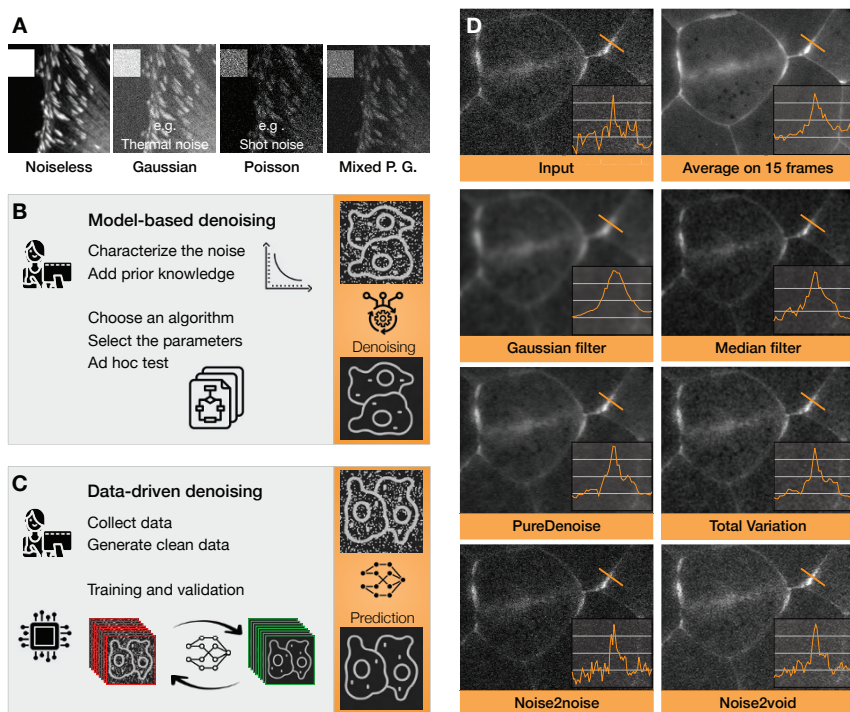 A
e.g.
Thermal noise
e.g .
Shot noise
Noiseless
Gaussian
Poisson
Mixed P. G.
B
Model-based denoising
Characterize the noise
Add prior knowledge
Choose an algorithm
Select the parameters
Ad hoc test
Denoising
C
Data-driven denoising
Collect data
Generate clean data
Training and validation
Prediction
D
Input
Average on 15 frames
Gaussian filter
Median filter
PureDenoise
Total Variation
Noise2noise
Noise2void